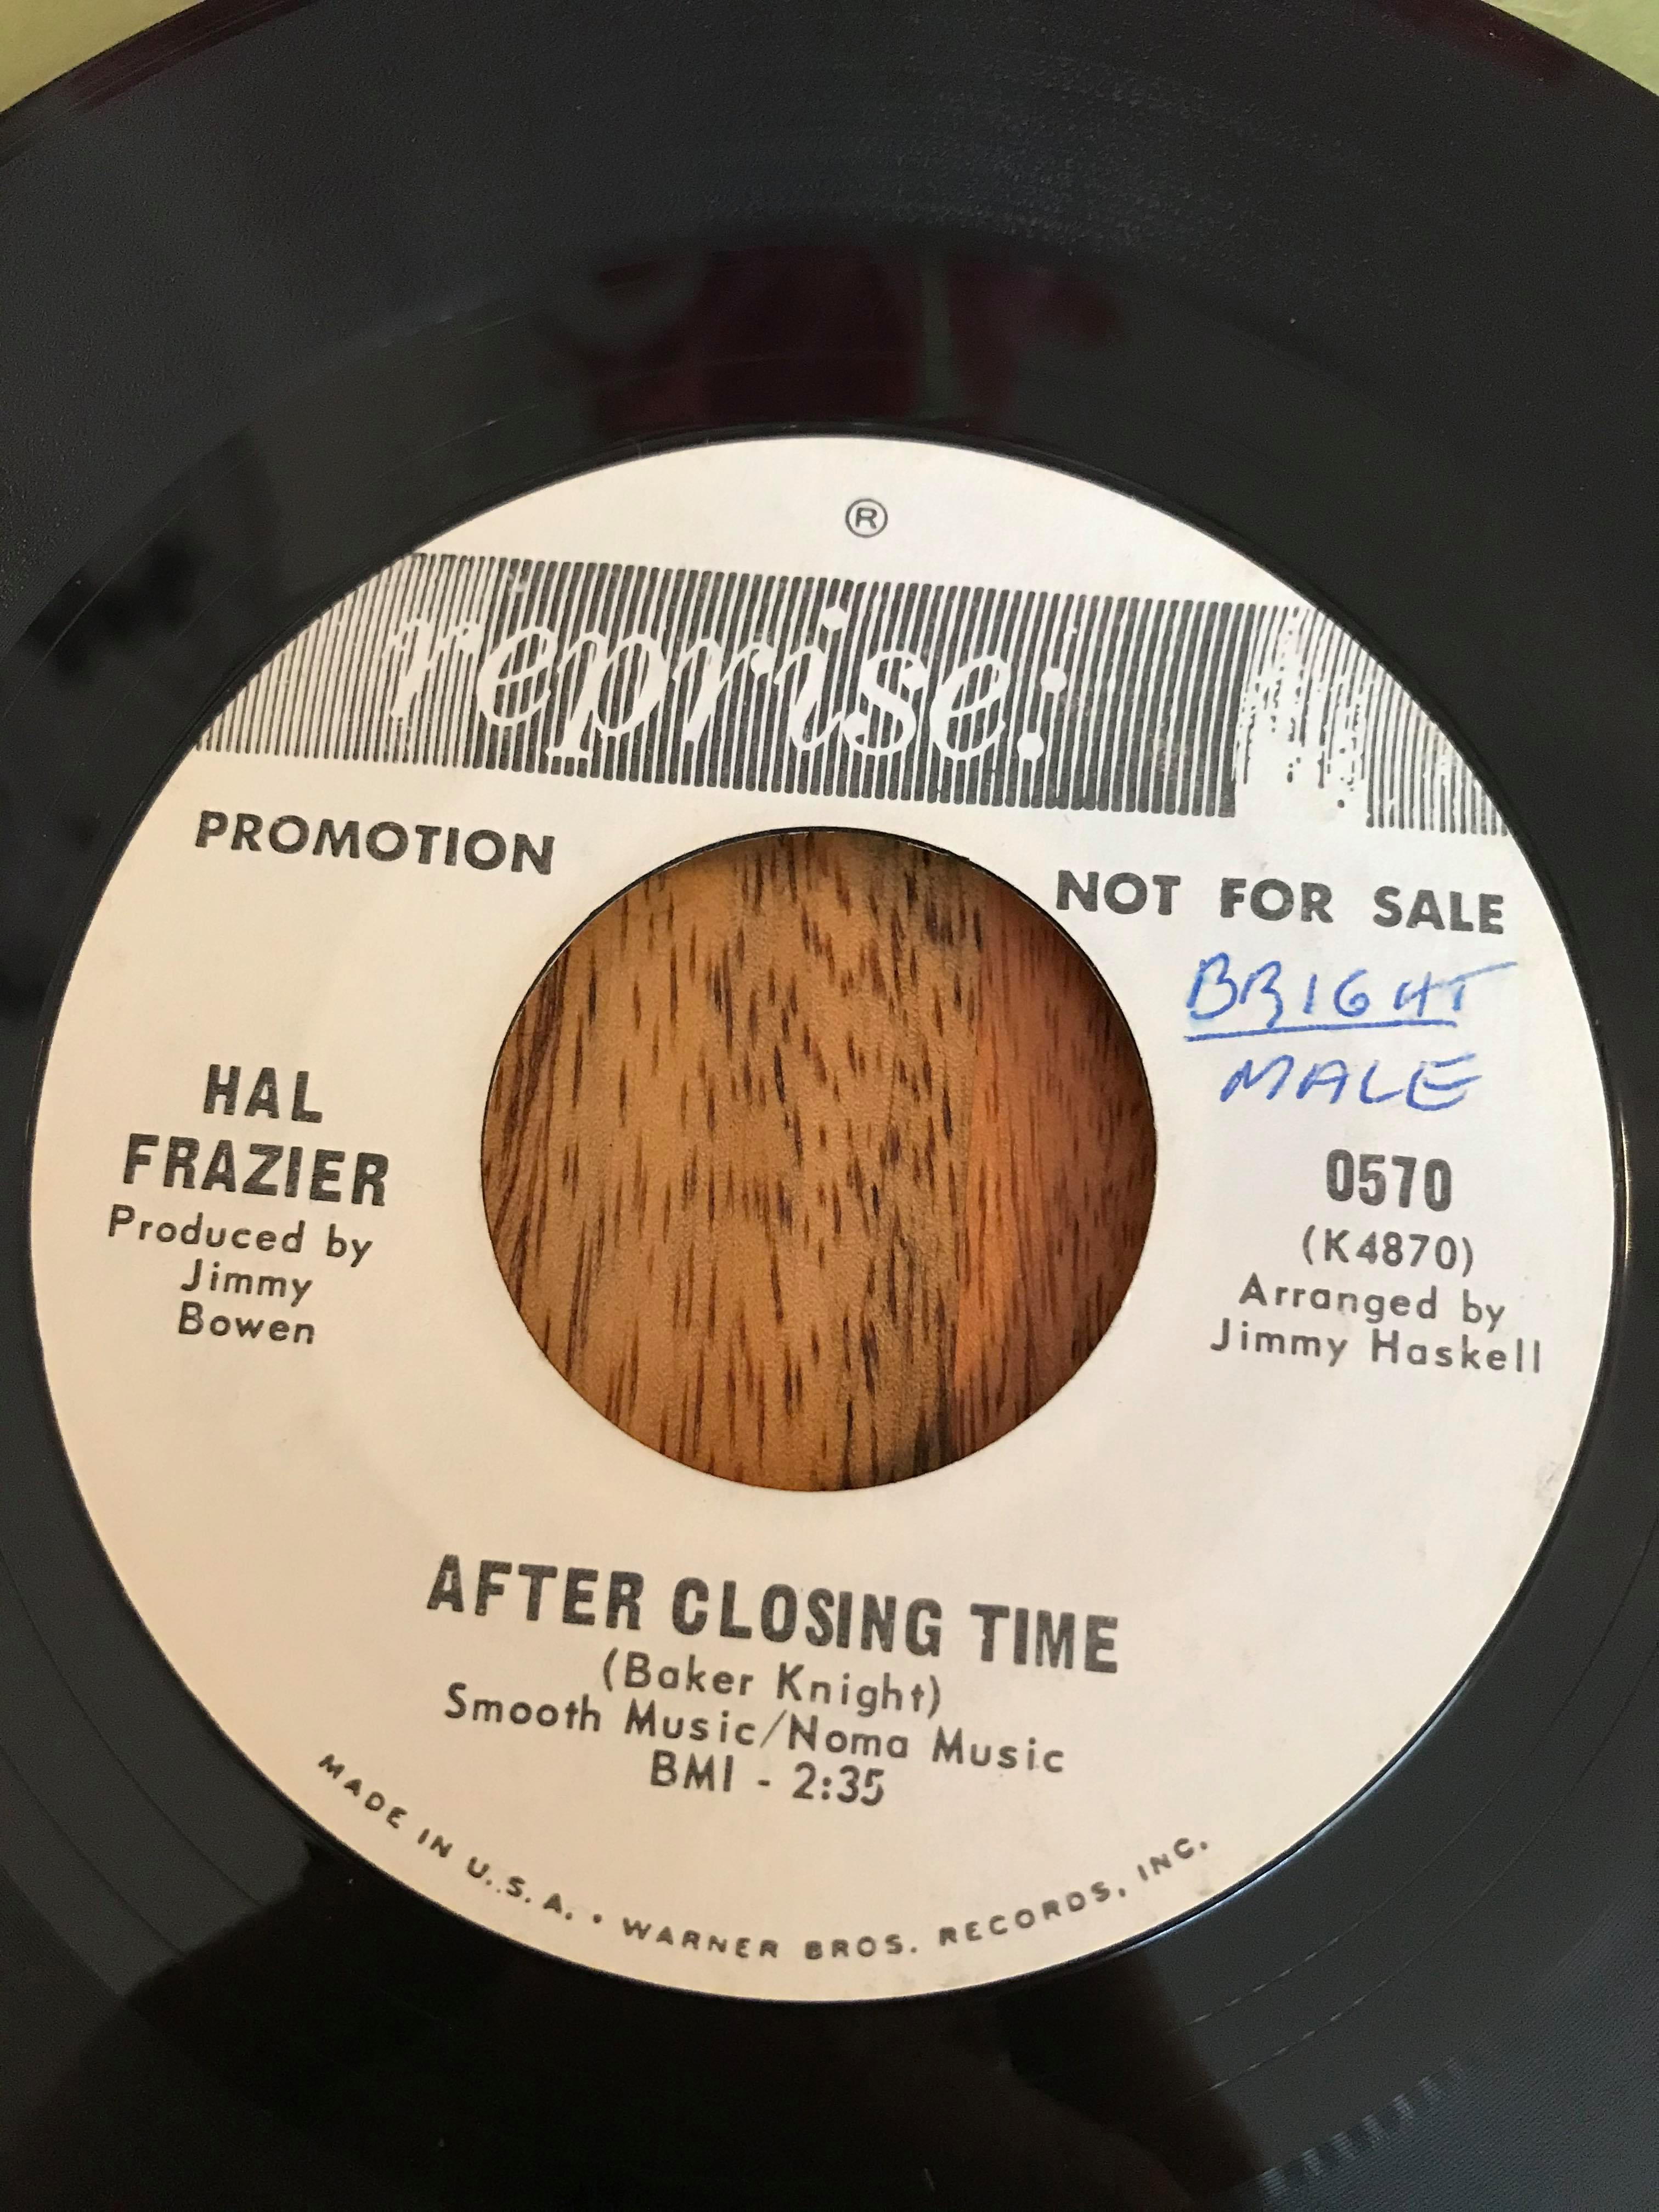 ®
reprise:
PROMOTION
NOT FOR SALE
BRIGHT
MALE
HAL
FRAZIER
Produced by
Jimmy
Bowen
0570
(K4870)
Arranged by
Jimmy Haskell
AFTER CLOSING TIME
(Baker Knight)
Smooth Music/Noma Music
BMI - 2:35
MADE IN U.S.A. • WARNER BROS. RECORDS, INC.